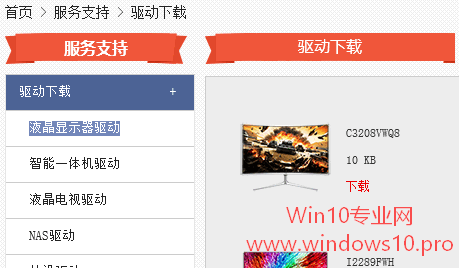 首页 > 服务支持 > 驱动下载
服务支持
驱动下载
驱动下载 +
液晶显示器驱动
智能一体机驱动
液晶电视驱动
NAS驱动
C3208VWQ8
10 KB
下载
I2289FWH
Win10专业网
www.windows10.pro